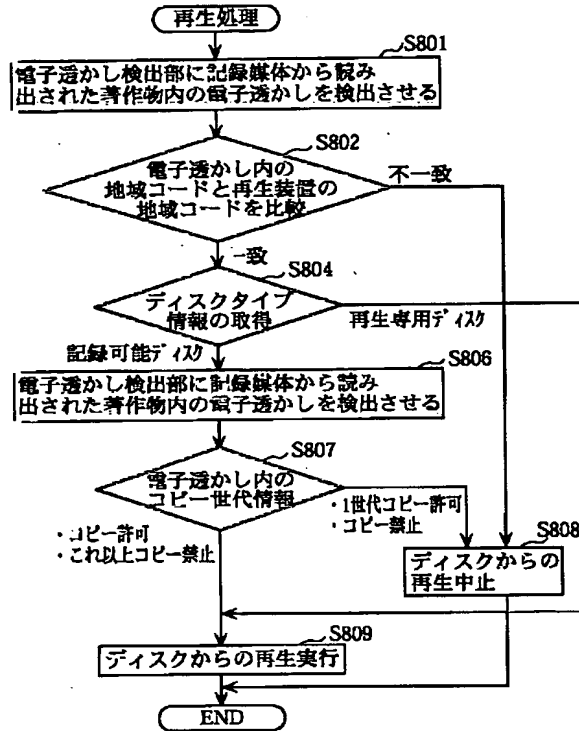 再生処理
S801
電子透かし検出部に記録媒体から読み
出された著作物内の電子透かしを検出させる
S802
電子透かし内の
地域コードと再生装置の
地域コードを比較
不一致
一致
S804
ディスクタイプ
情報の取得
再生専用ディスク
記録可能ディスク
S806
電子透かし検出部に記録媒体から読み
出された著作物内の電子透かしを検出させる
S807
電子透かし内の
コピー世代情報
・1世代コピー許可
・コピー禁止
・コピー許可
・これ以上コピー禁止
S808
ディスクからの
再生中止
S809
ディスクからの再生実行
END